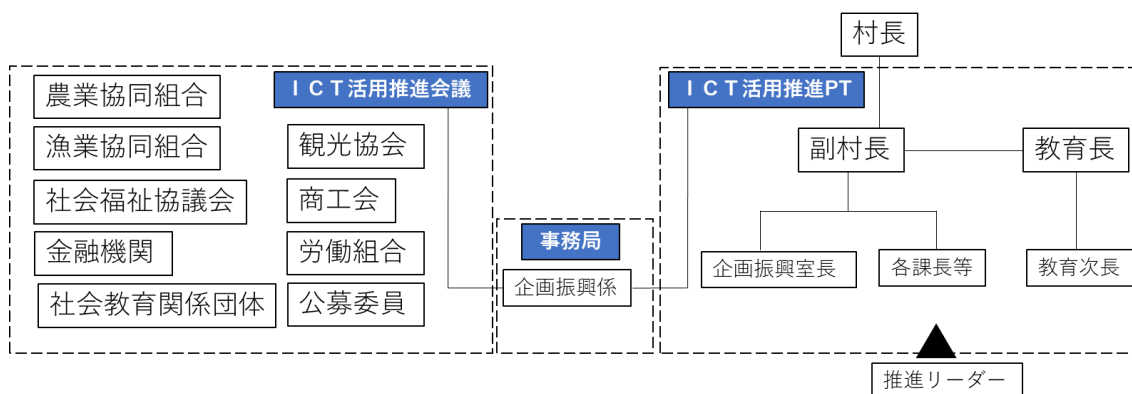 村長
ＩＣＴ活用推進会議
農業協同組合
漁業協同組合
社会福祉協議会
金融機関
社会教育関係団体
観光協会
商工会
労働組合
公募委員
事務局
企画振興係
ＩＣＴ活用推進PT
副村長
教育長
企画振興室長
各課長等
教育次長
推進リーダー